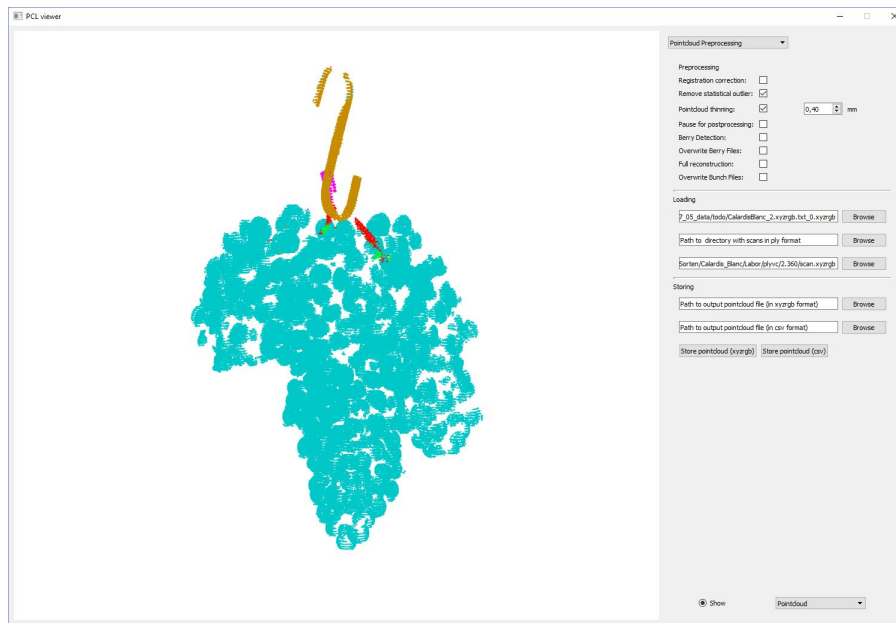 PCL viewer
Pointcloud Preprocessing
Preprocessing
Registration correction:
Remove statistical outlier:
Pointcloud thinning: 0,40 mm
Pause for postprocessing:
Berry Detection:
Overwrite Berry Files:
Full reconstruction:
Overwrite Bunch Files:
Loading
7_05_data/todo/CalardisBlanc_2.xyzrgb.txt_0.xyzrgb Browse
Path to directory with scans in ply format Browse
Sorten/Calardis_Blanc/Labor/plyvc/2.360/scan.xyzrgb Browse
Storing
Path to output pointcloud file (in xyzrgb format) Browse
Path to output pointcloud file (in csv format) Browse
Store pointcloud (xyzrgb) Store pointcloud (csv)
Show Pointcloud